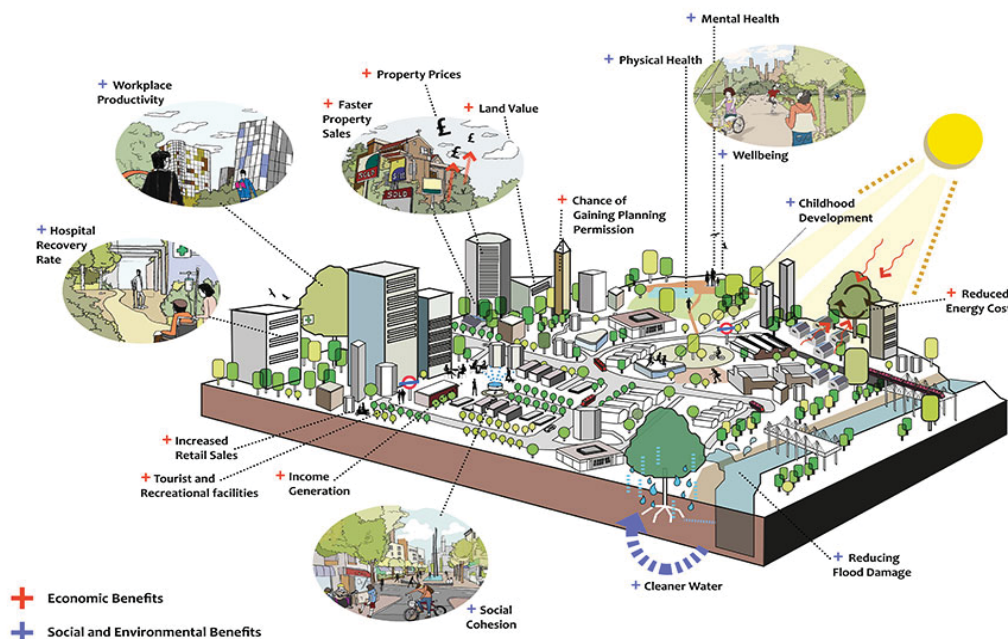 + Mental Health
+ Physical Health
+ Property Prices
+ Workplace
Productivity
+ Faster
Property
Sales
+ Land Value
£
£
£
SOLD
SOLD
+ Wellbeing
+ Chance of
Gaining Planning
Permission
+ Childhood
Development
+ Hospital
Recovery
Rate
+ Reduced
Energy Cost
+ Increased
Retail Sales
+ Tourist and
Recreational facilities
+ Income
Generation
+ Reducing
Flood Damage
+ Cleaner Water
+ Social
Cohesion
+ Economic Benefits
+ Social and Environmental Benefits